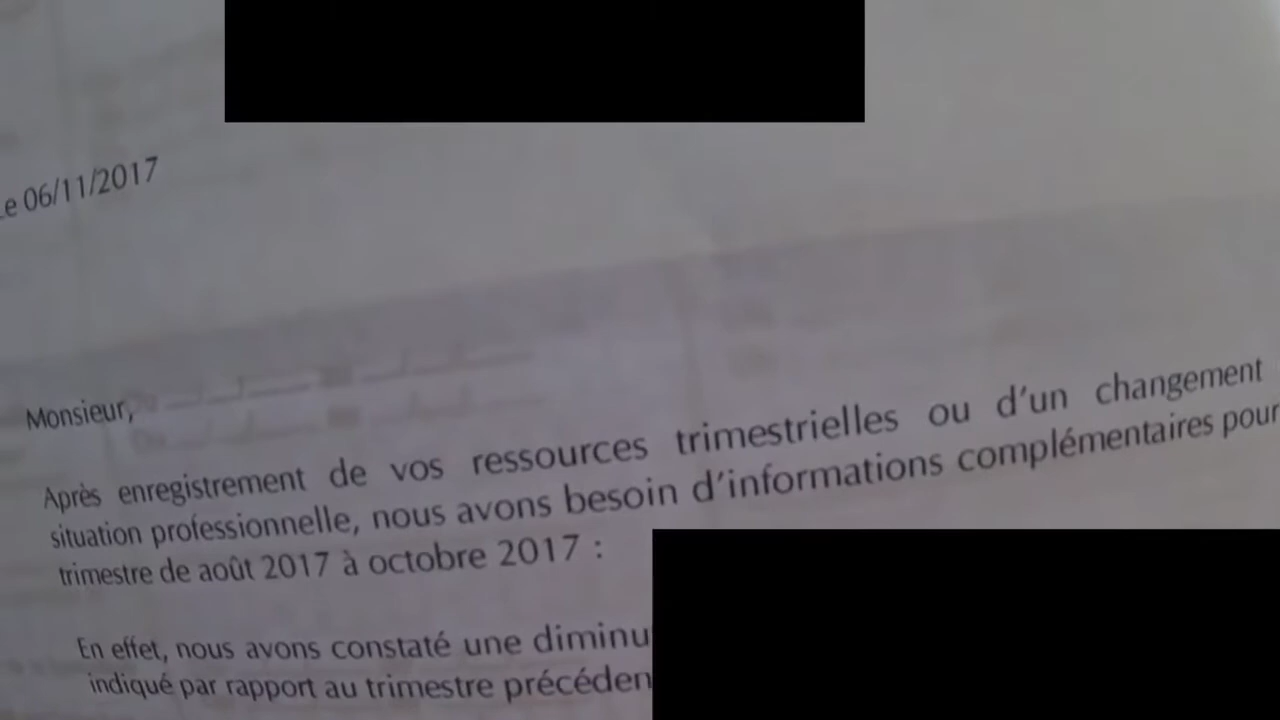 Le 06/11/2017
Monsieur,
Après enregistrement de vos ressources trimestrielles ou d'un changement
situation professionnelle, nous avons besoin d'informations complémentaires pour
trimestre de août 2017 à octobre 2017 :
En effet, nous avons constaté une diminu
indiqué par rapport au trimestre précéden